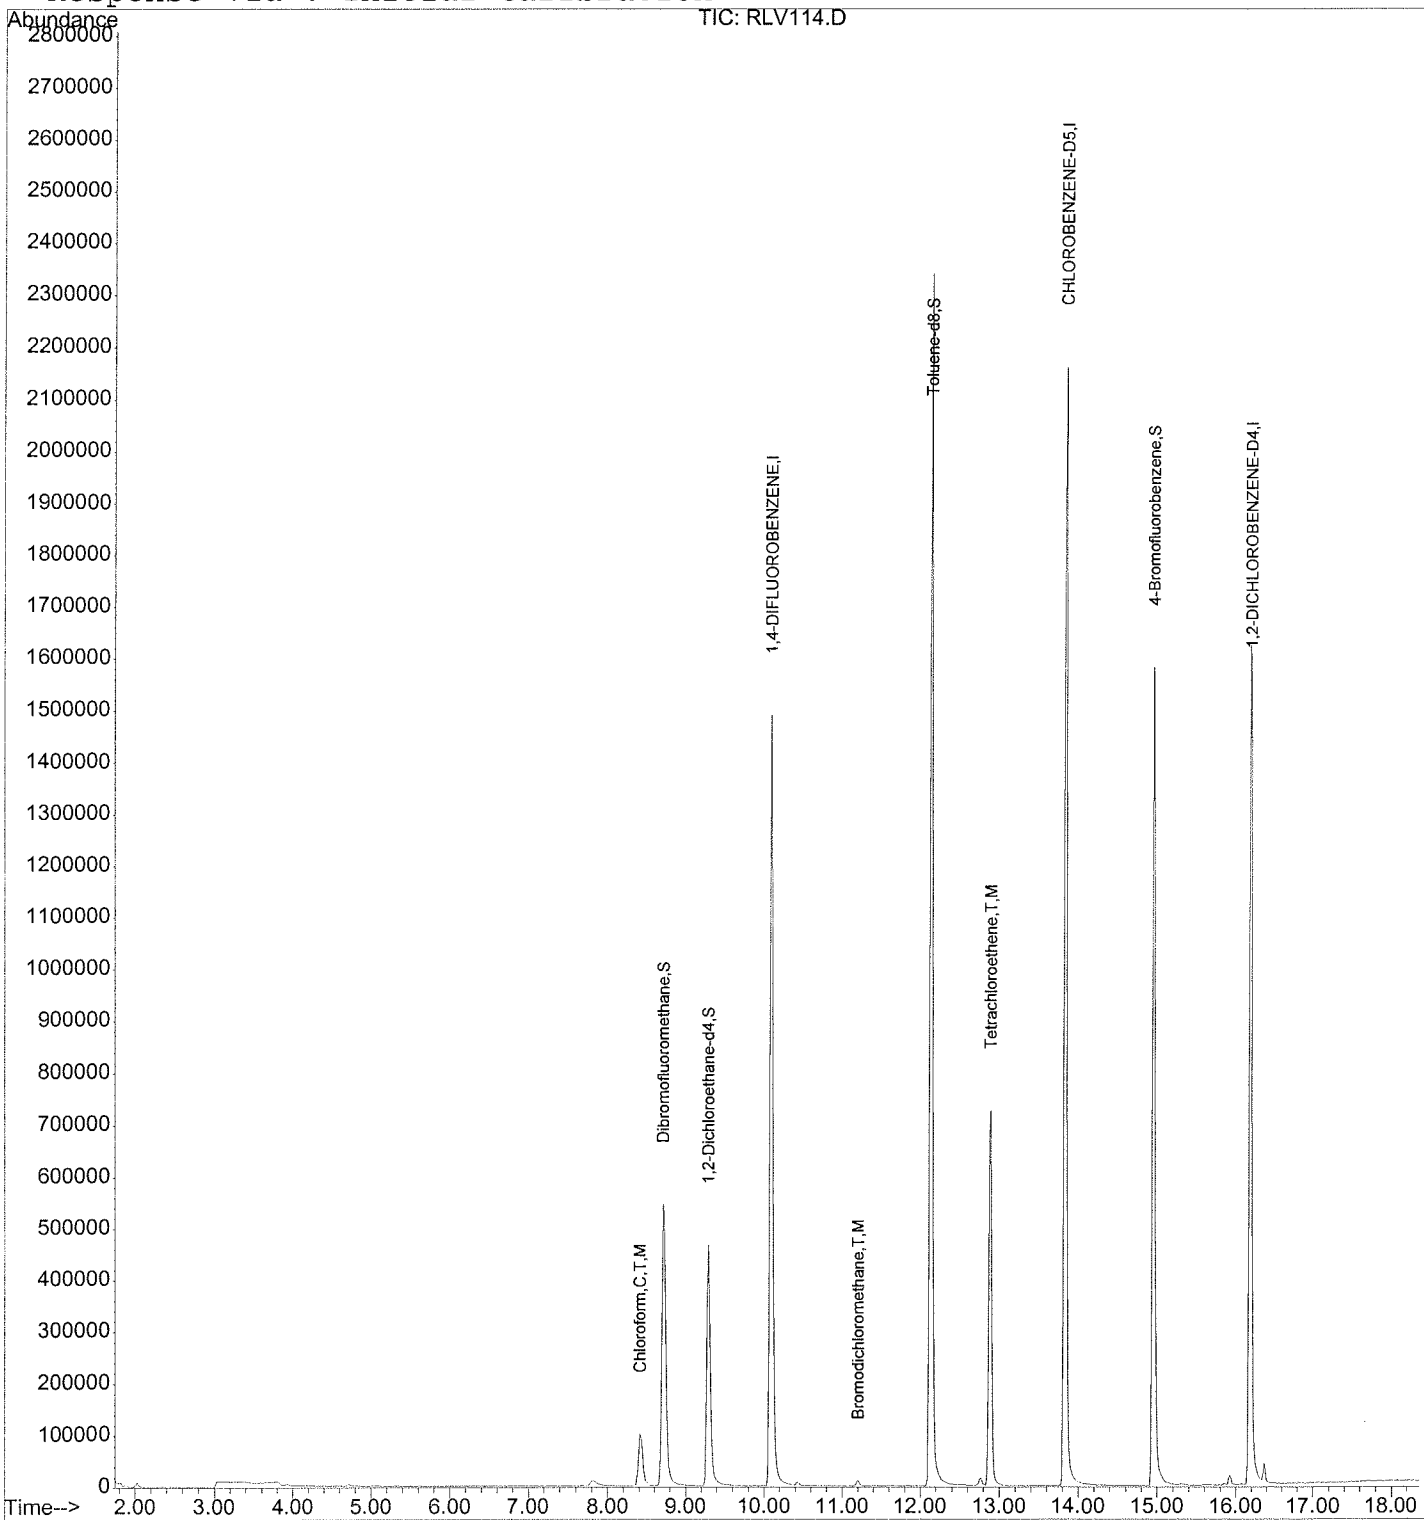 Response via : Initial Calibration
Abundance
TIC: RLV114.D
2800000
2700000
2600000
2500000
2400000
2300000
2200000
2100000
2000000
1900000
1800000
1700000
1600000
1500000
1400000
1300000
1200000
1100000
1000000
900000
800000
700000
600000
500000
400000
300000
200000
100000
0
Chloroform,C,T,M
Dibromofluoromethane,S
1,2-Dichloroethane-d4,S
1,4-DIFLUOROBENZENE,I
Bromodichloromethane,T,M
Toluene-d8,S
Tetrachloroethene,T,M
CHLOROBENZENE-D5,I
4-Bromofluorobenzene,S
1,2-DICHLOROBENZENE-D4,I
Time--> 2.00 3.00 4.00 5.00 6.00 7.00 8.00 9.00 10.00 11.00 12.00 13.00 14.00 15.00 16.00 17.00 18.00